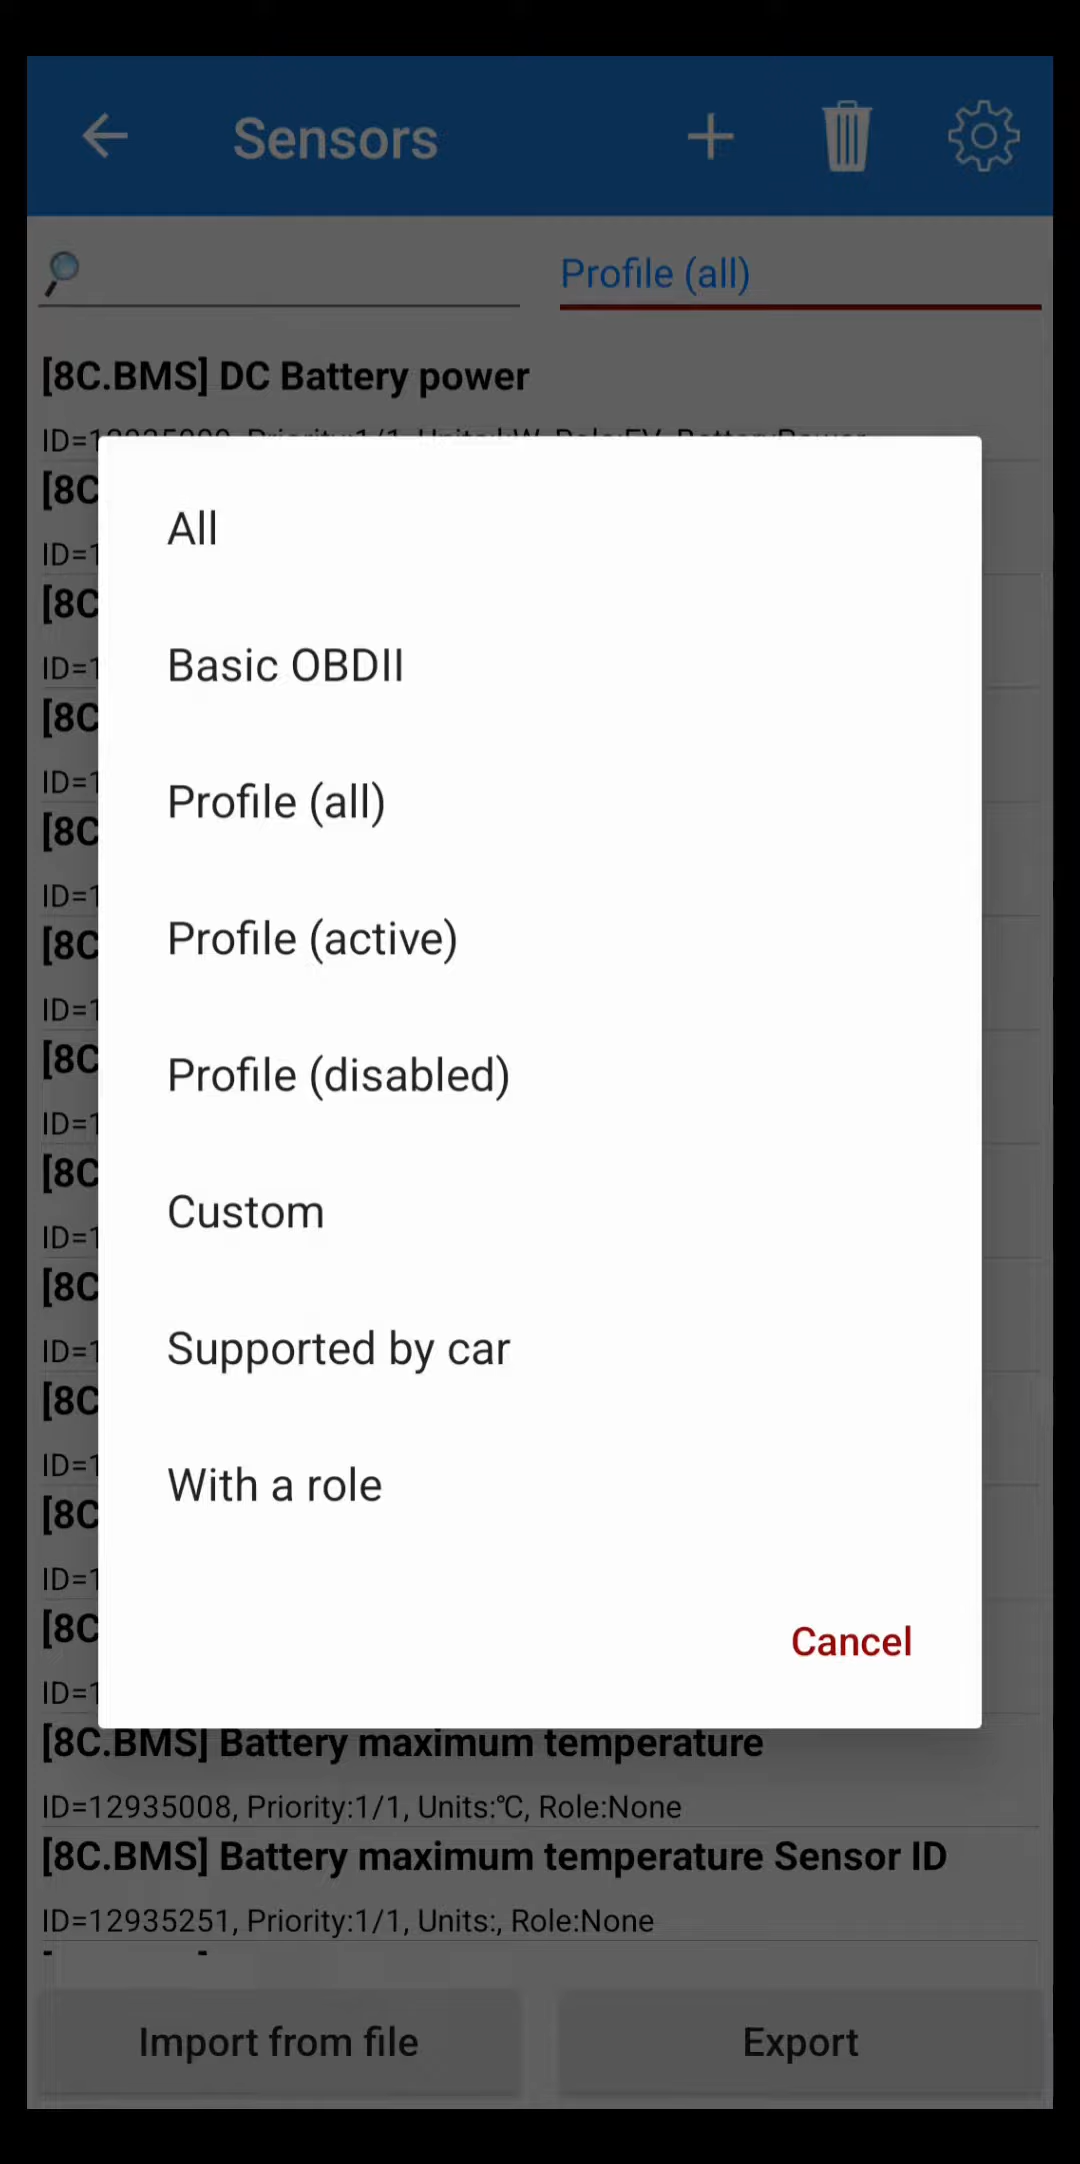 Sensors
Profile (all)
[8C.BMS] DC Battery power
All
Basic OBDII
Profile (all)
Profile (active)
Profile (disabled)
Custom
Supported by car
With a role
Cancel
[8C.BMS] Battery maximum temperature
ID=12935008, Priority:1/1, Units:℃, Role:None
[8C.BMS] Battery maximum temperature Sensor ID
ID=12935251, Priority:1/1, Units:, Role:None
Import from file
Export